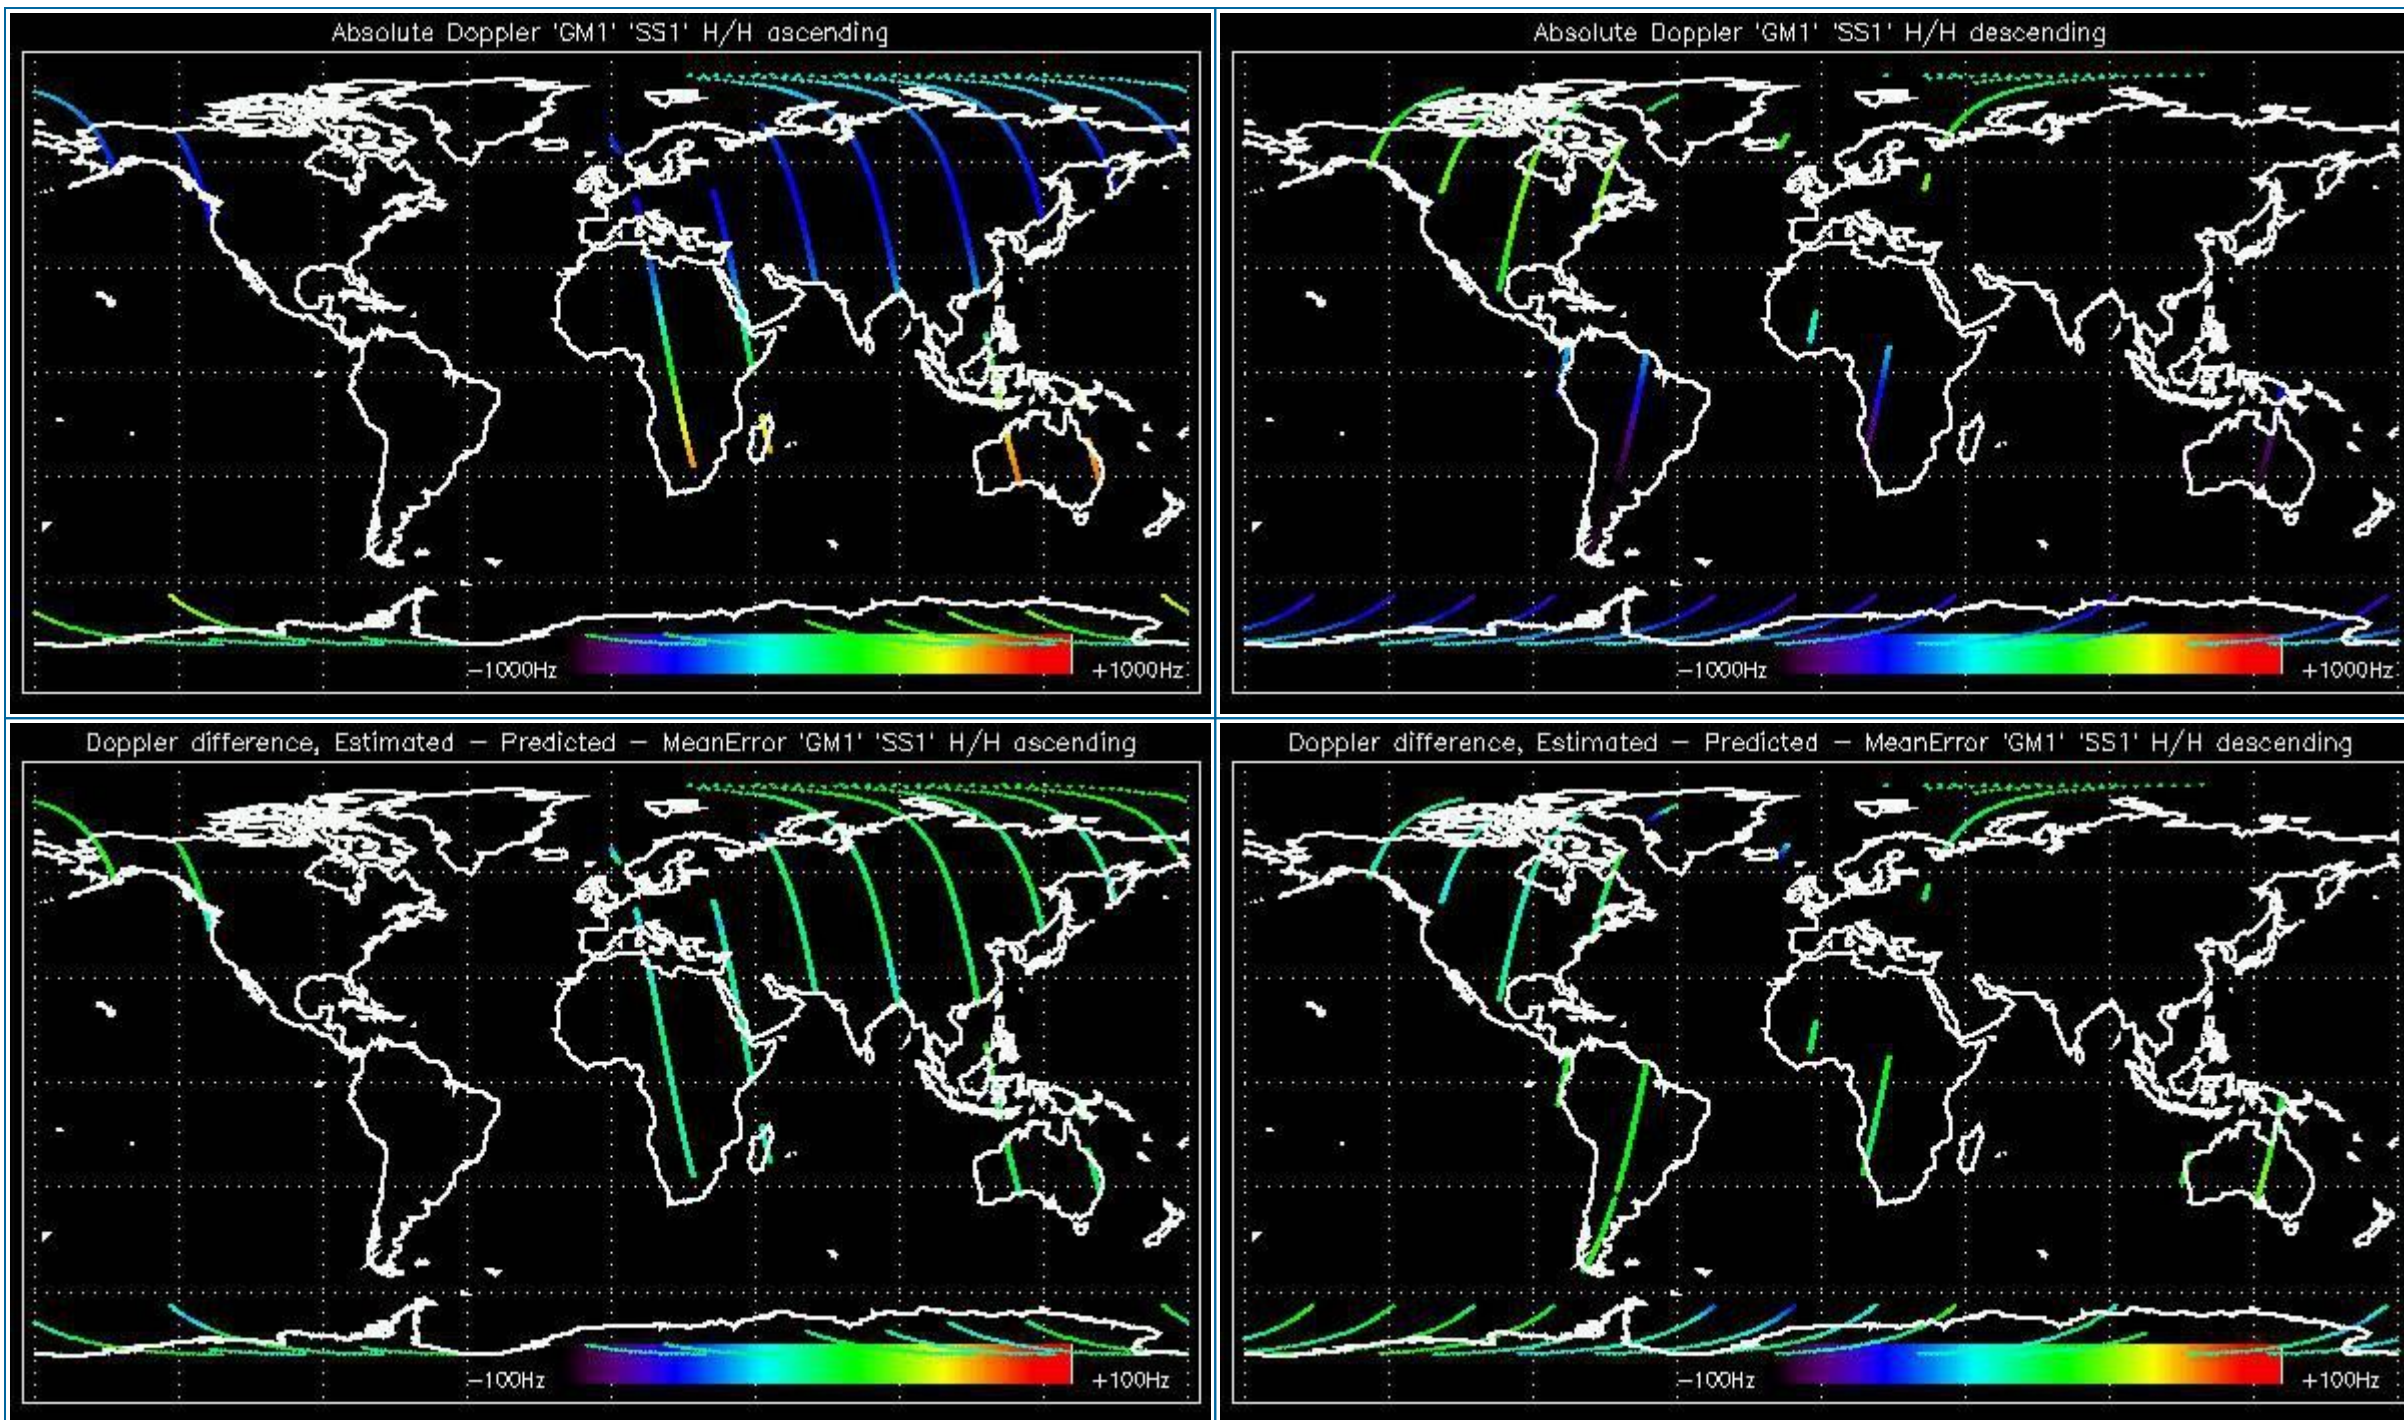 Absolute Doppler 'GM1' 'SS1' H/H ascending
−1000Hz
+1000Hz
Absolute Doppler 'GM1' 'SS1' H/H descending
−1000Hz
+1000Hz
Doppler difference, Estimated − Predicted − MeanError 'GM1' 'SS1' H/H ascending
−100Hz
+100Hz
Doppler difference, Estimated − Predicted − MeanError 'GM1' 'SS1' H/H descending
−100Hz
+100Hz